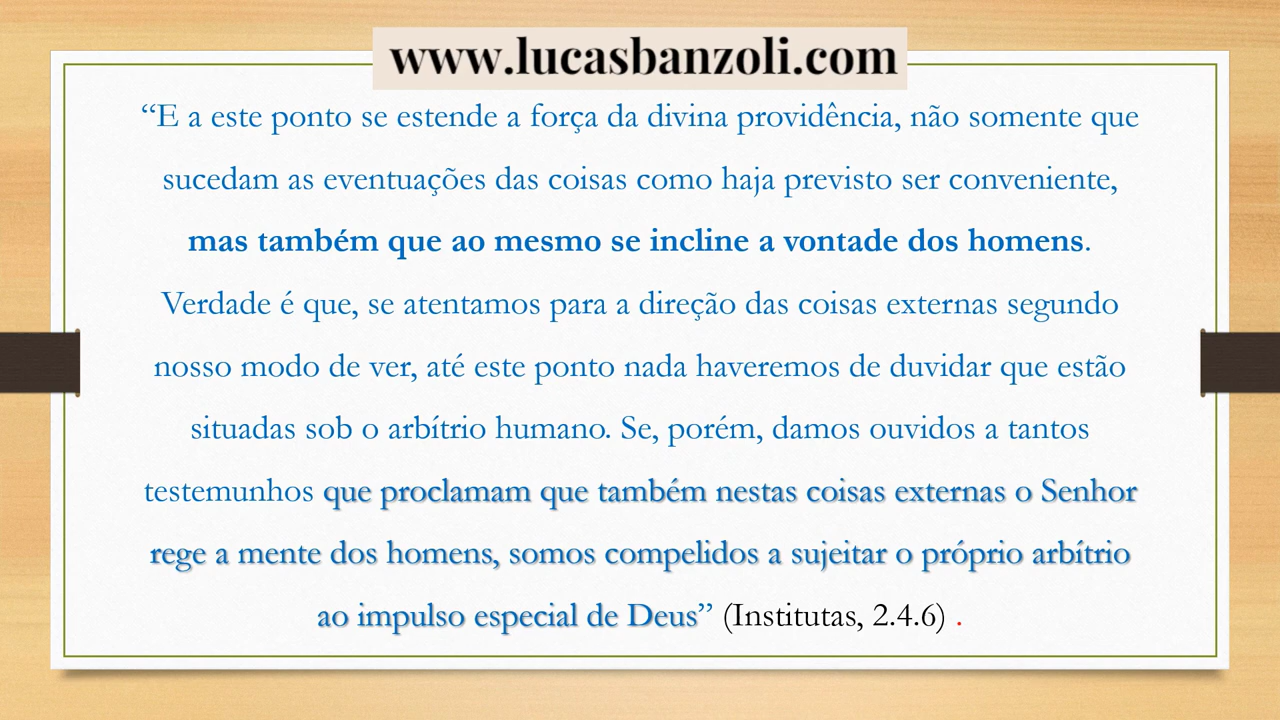 www.lucasbanzoli.com
“E a este ponto se estende a força da divina providência, não somente que
sucedam as eventuações das coisas como haja previsto ser conveniente,
mas também que ao mesmo se incline a vontade dos homens.
Verdade é que, se atentamos para a direção das coisas externas segundo
nosso modo de ver, até este ponto nada haveremos de duvidar que estão
situadas sob o arbítrio humano. Se, porém, damos ouvidos a tantos
testemunhos que proclamam que também nestas coisas externas o Senhor
rege a mente dos homens, somos compelidos a sujeitar o próprio arbítrio
ao impulso especial de Deus” (Institutas, 2.4.6) .